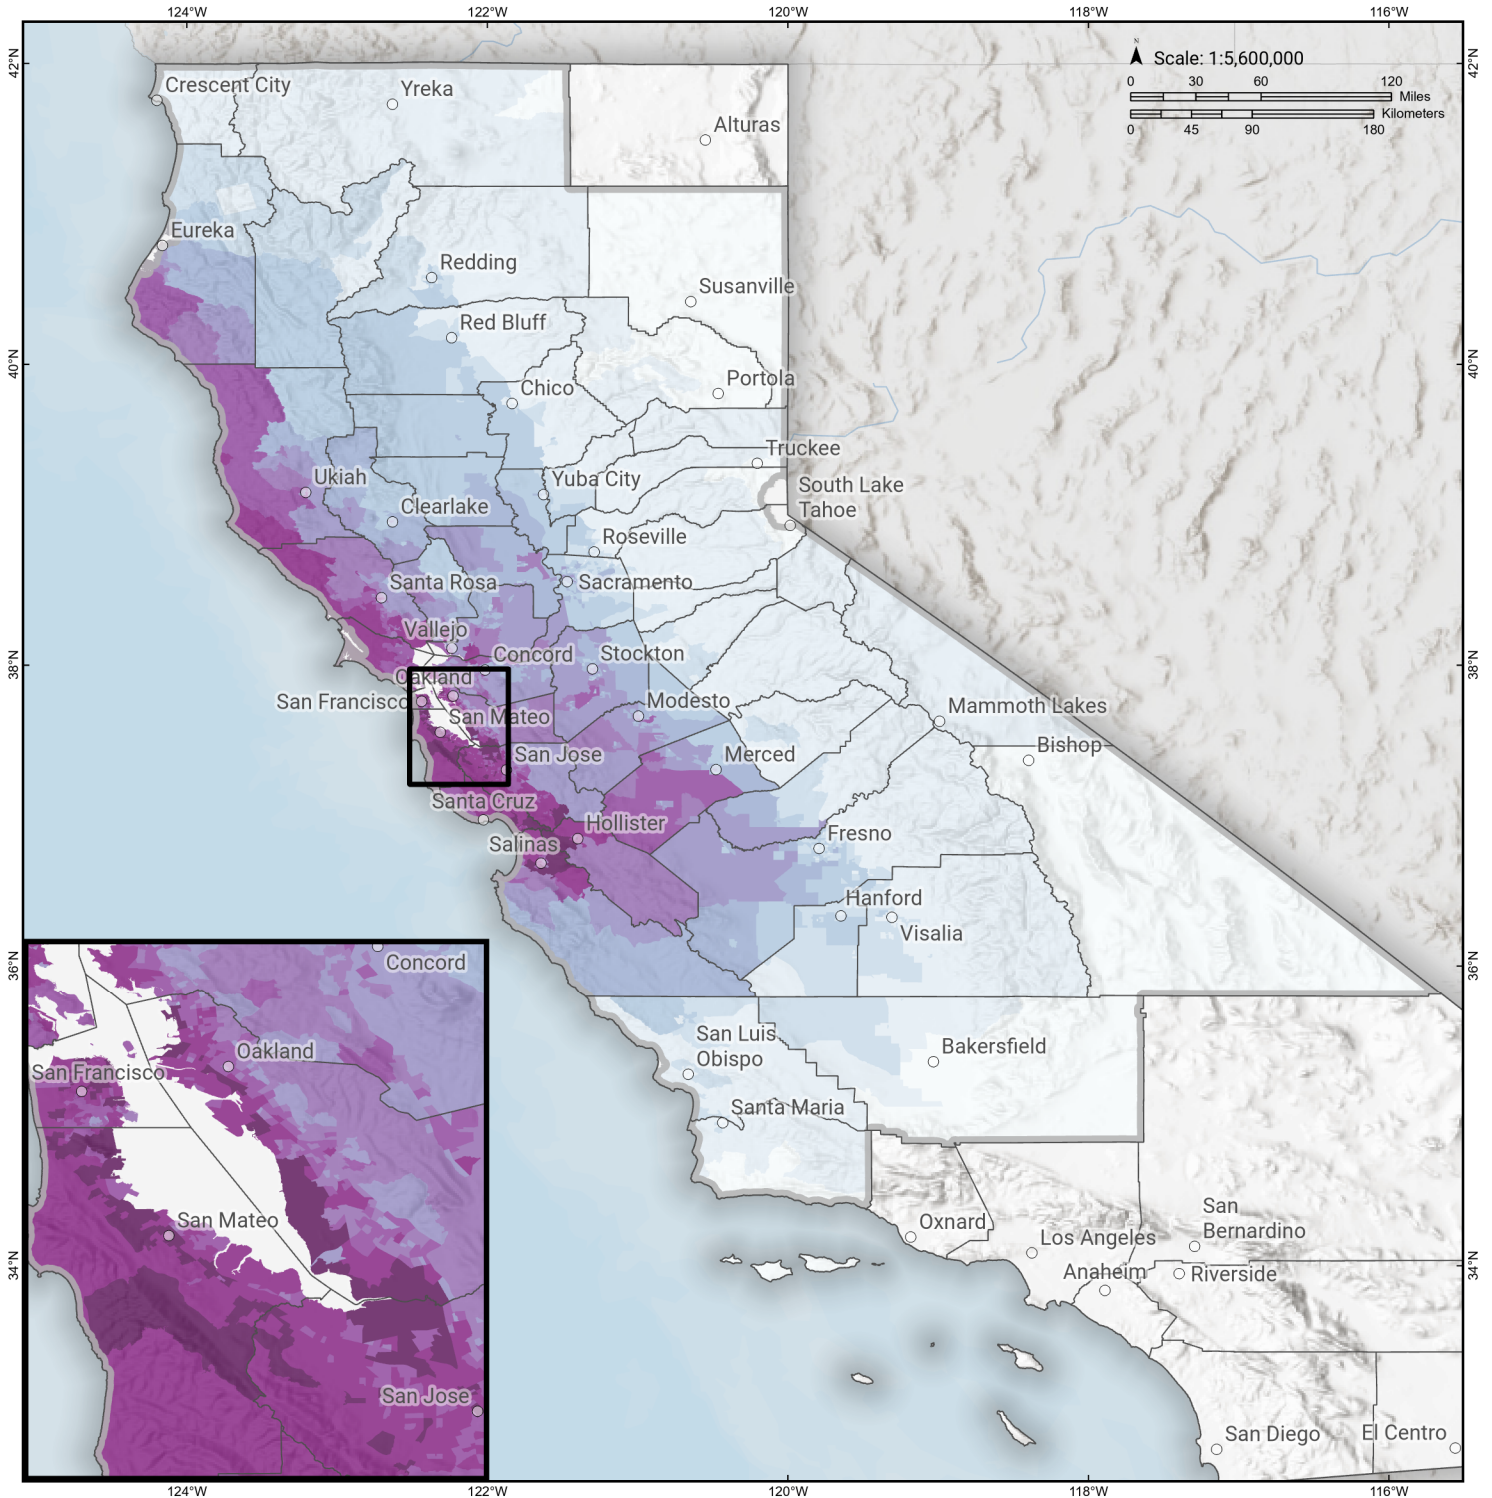 124°W 122°W 120°W 118°W 116°W
42°N
42°N
N
Scale: 1:5,600,000
0 30 60 120
Miles
Kilometers
0 45 90 180
Crescent City
Yreka
Alturas
Eureka
Redding
Susanville
Red Bluff
40°N
40°N
Portola
Chico
Truckee
Ukiah
Yuba City
South Lake
Tahoe
Clearlake
Roseville
Santa Rosa
Sacramento
Vallejo
Concord
Stockton
38°N
38°N
Oakland
San Francisco
Modesto
Mammoth Lakes
San Mateo
Bishop
San Jose
Merced
Santa Cruz
Hollister
Fresno
Salinas
Hanford
Visalia
36°N
36°N
Concord
San Luis
Obispo
Bakersfield
Oakland
San Francisco
Santa Maria
San Mateo
San
Bernardino
Oxnard
Los Angeles
34°N
34°N
Anaheim
Riverside
San Jose
San Diego
El Centro
124°W 122°W 120°W 118°W 116°W